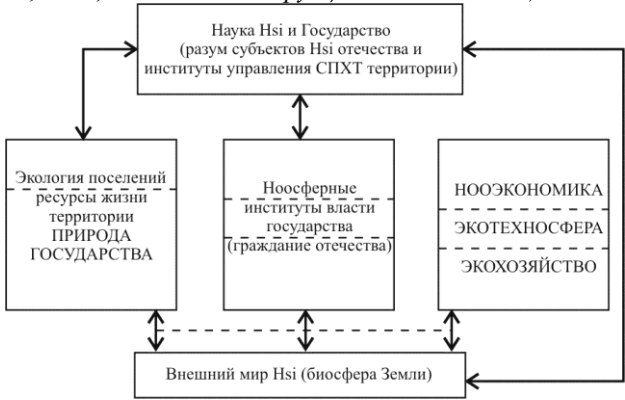 Наука Hsi и Государство
(разум субъектов Hsi отечества и
институты управления СПХТ территории)
Экология поселений
ресурсы жизни
территории
ПРИРОДА
ГОСУДАРСТВА
Ноосферные
институты власти
государства
(граждание отечества)
НООЭКОНОМИКА
ЭКОТЕХНОСФЕРА
ЭКОХОЗЯЙСТВО
Внешний мир Hsi (биосфера Земли)